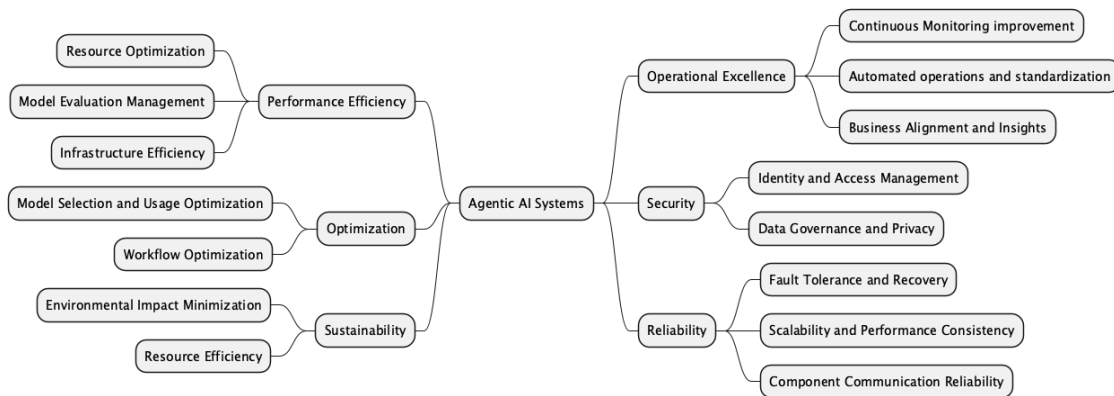 Agentic AI Systems
Operational Excellence
Continuous Monitoring improvement
Automated operations and standardization
Business Alignment and Insights
Security
Identity and Access Management
Data Governance and Privacy
Reliability
Fault Tolerance and Recovery
Scalability and Performance Consistency
Component Communication Reliability
Performance Efficiency
Resource Optimization
Model Evaluation Management
Infrastructure Efficiency
Optimization
Model Selection and Usage Optimization
Workflow Optimization
Sustainability
Environmental Impact Minimization
Resource Efficiency